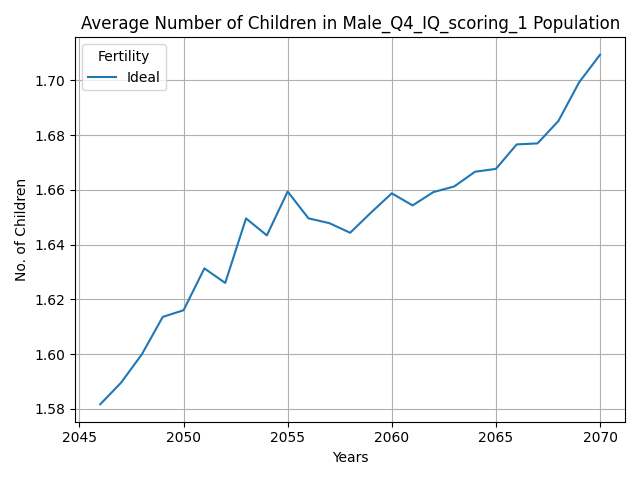 Average Number of Children in Male_Q4_IQ_scoring_1 Population
Fertility
Ideal
No. of Children
1.70
1.68
1.66
1.64
1.62
1.60
1.58
2045 2050 2055 2060 2065 2070
Years